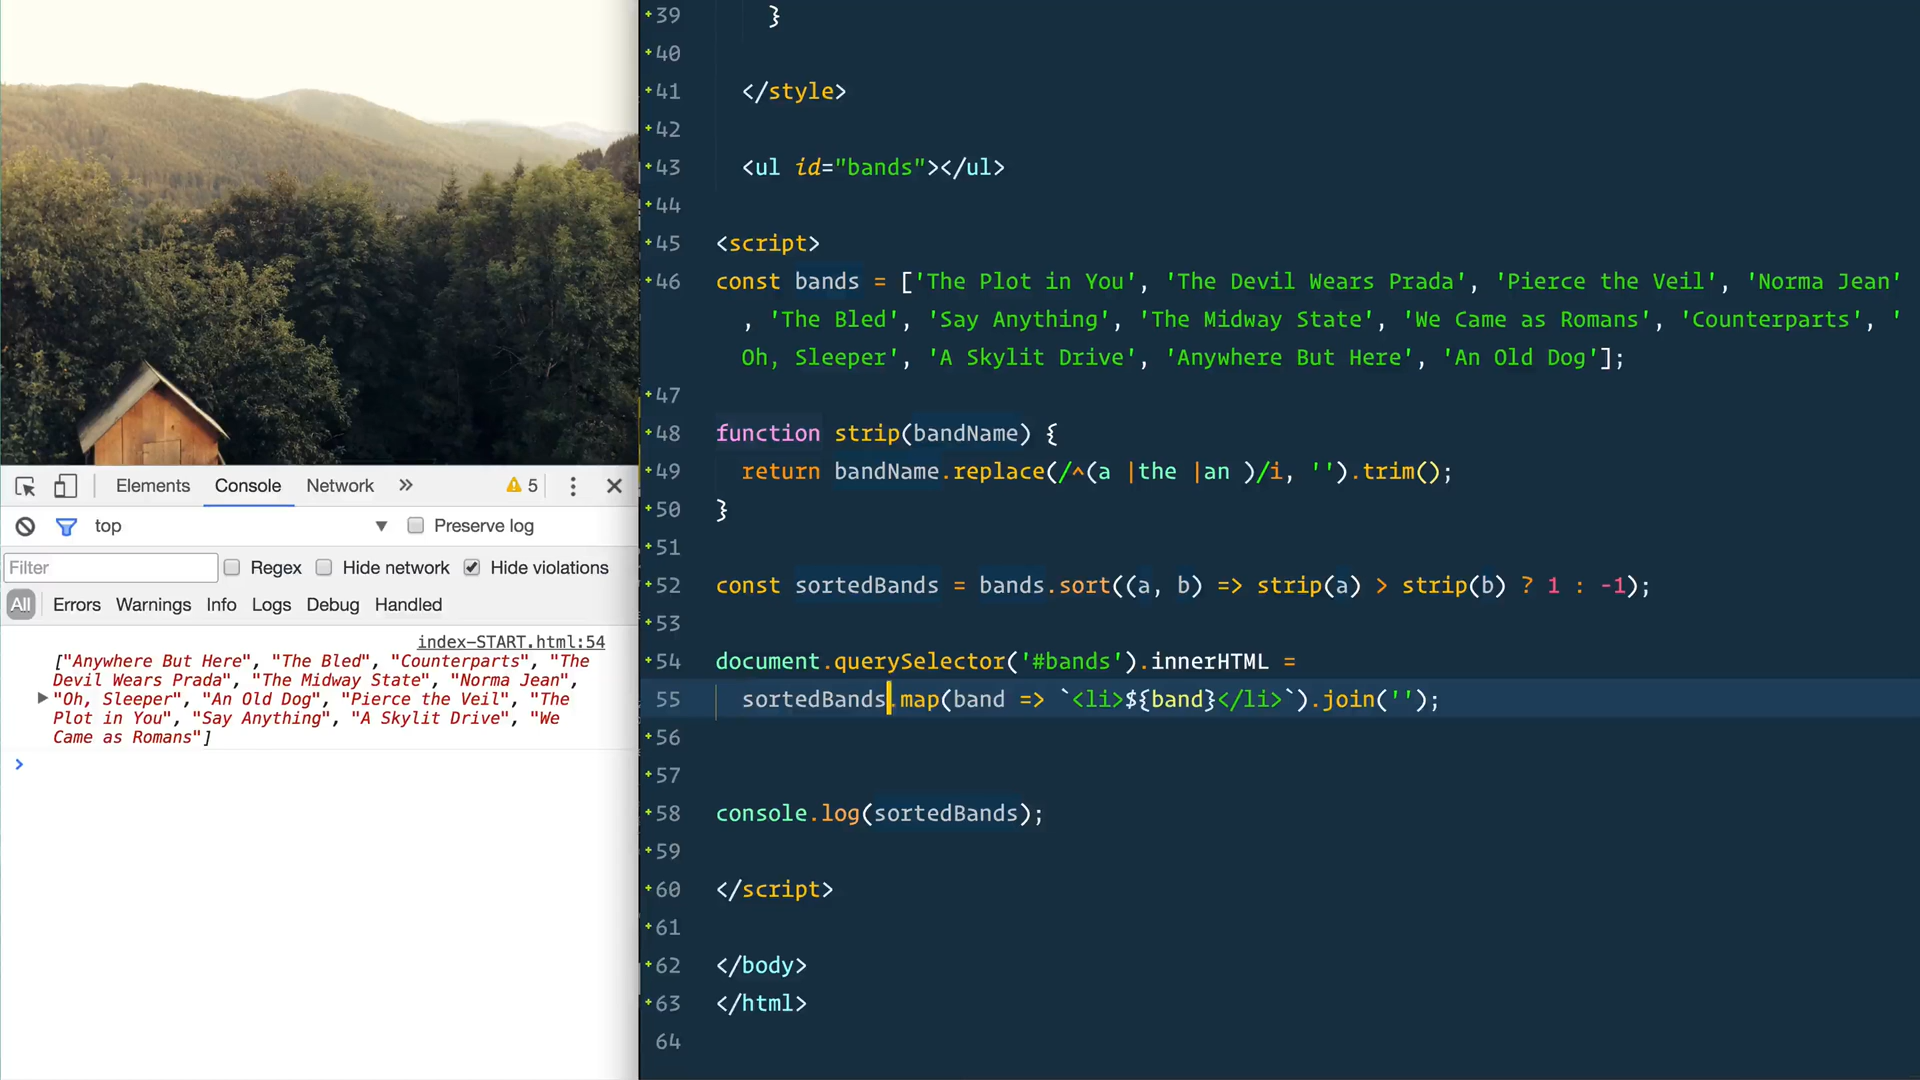 Elements Console Network » 5
top Preserve log
Filter Regex Hide network Hide violations
All Errors Warnings Info Logs Debug Handled
index-START.html:54
["Anywhere But Here", "The Bled", "Counterparts", "The
Devil Wears Prada", "The Midway State", "Norma Jean",
"Oh, Sleeper", "An Old Dog", "Pierce the Veil", "The
Plot in You", "Say Anything", "A Skylit Drive", "We
Came as Romans"]
>
39 }
40
41 </style>
42
43 <ul id="bands"></ul>
44
45 <script>
46 const bands = ['The Plot in You', 'The Devil Wears Prada', 'Pierce the Veil', 'Norma Jean'
, 'The Bled', 'Say Anything', 'The Midway State', 'We Came as Romans', 'Counterparts', '
Oh, Sleeper', 'A Skylit Drive', 'Anywhere But Here', 'An Old Dog'];
47
48 function strip(bandName) {
49 return bandName.replace(/^(a |the |an )/i, '').trim();
50 }
51
52 const sortedBands = bands.sort((a, b) => strip(a) > strip(b) ? 1 : -1);
53
54 document.querySelector('#bands').innerHTML =
55 sortedBands.map(band => `<li>${band}</li>`).join('');
56
57
58 console.log(sortedBands);
59
60 </script>
61
62 </body>
63 </html>
64